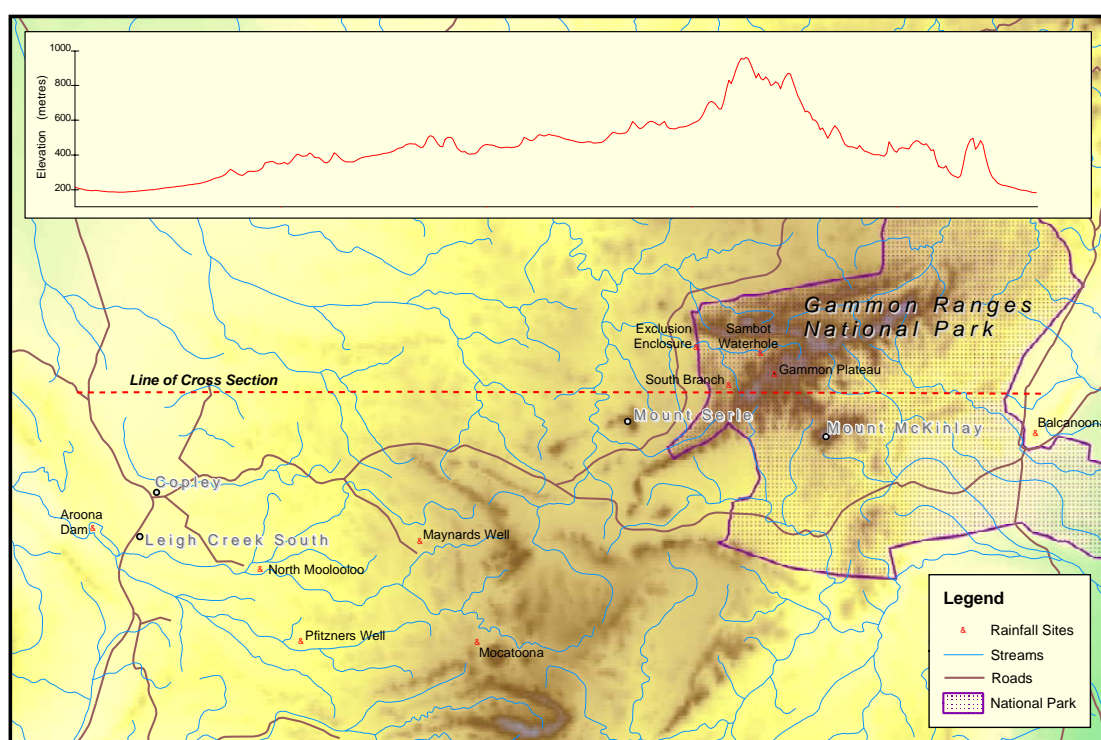 1000
800
600
400
200
Elevation (metres)
Gammon Ranges
National Park
Exclusion
Enclosure
Sambot
Waterhole
Gammon Plateau
South Branch
Line of Cross Section
Mount Serle
Mount McKinlay
Balcanoona
Copley
Aroona
Dam
Leigh Creek South
Maynards Well
North Moolooloo
Pfitzners Well
Mocatoona
Legend
& Rainfall Sites
Streams
Roads
National Park